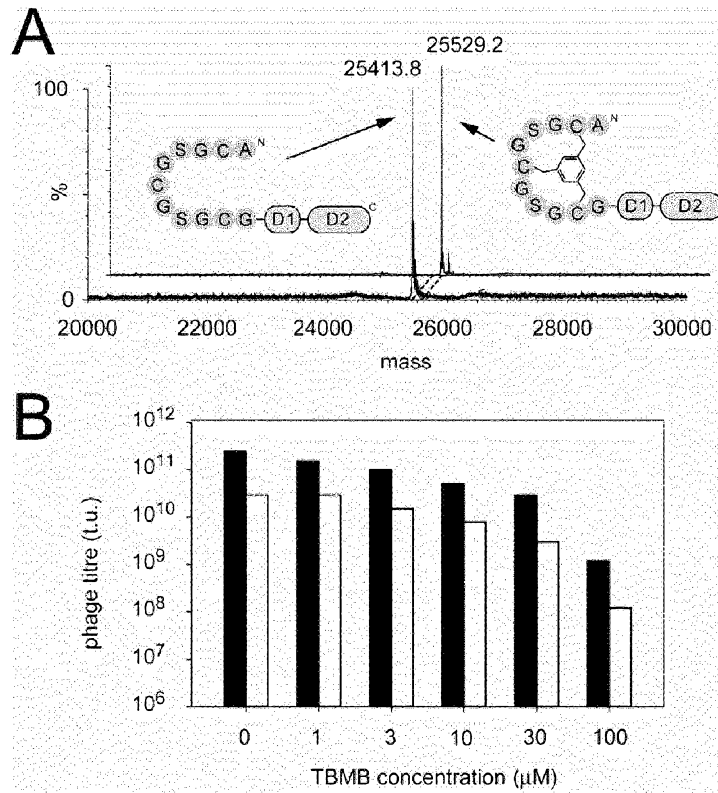 A
25529.2
25413.8
100
%
0
G S G C A N
C
G S G C G D1 D2 C
G S G C A N
C
G S G C G D1 D2
20000 22000 24000 26000 28000 30000
mass
B
phage titre (t.u.)
10¹²
10¹¹
10¹⁰
10⁹
10⁸
10⁷
10⁶
0 1 3 10 30 100
TBMB concentration (µM)